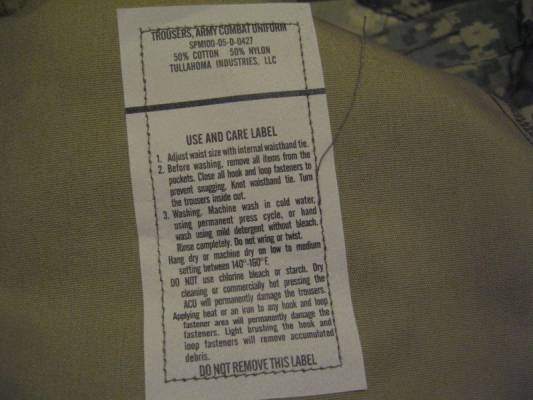 TROUSERS, ARMY COMBAT UNIFORM
SPM100-05-D-0427
50% COTTON 50% NYLON
TULLAHOMA INDUSTRIES, LLC
USE AND CARE LABEL
1. Adjust waist size with internal waistband tie.
2. Before washing, remove all items from the
pockets. Close all hook and loop fasteners to
prevent snagging. Knot waistband tie. Turn
the trousers inside out.
3. Washing. Machine wash in cold water,
using permanent press cycle, or hand
wash using mild detergent without bleach.
Rinse completely. Do not wring or twist.
Hang dry or machine dry on low to medium
setting between 140°-160° F.
DO NOT use chlorine bleach or starch. Dry
cleaning or commercially hot pressing the
ACU will permanently damage the trousers.
Applying heat or an iron to any hook and loop
fastener area will permanently damage the
fasteners. Light brushing the hook and
loop fasteners will remove accumulated
debris.
DO NOT REMOVE THIS LABEL